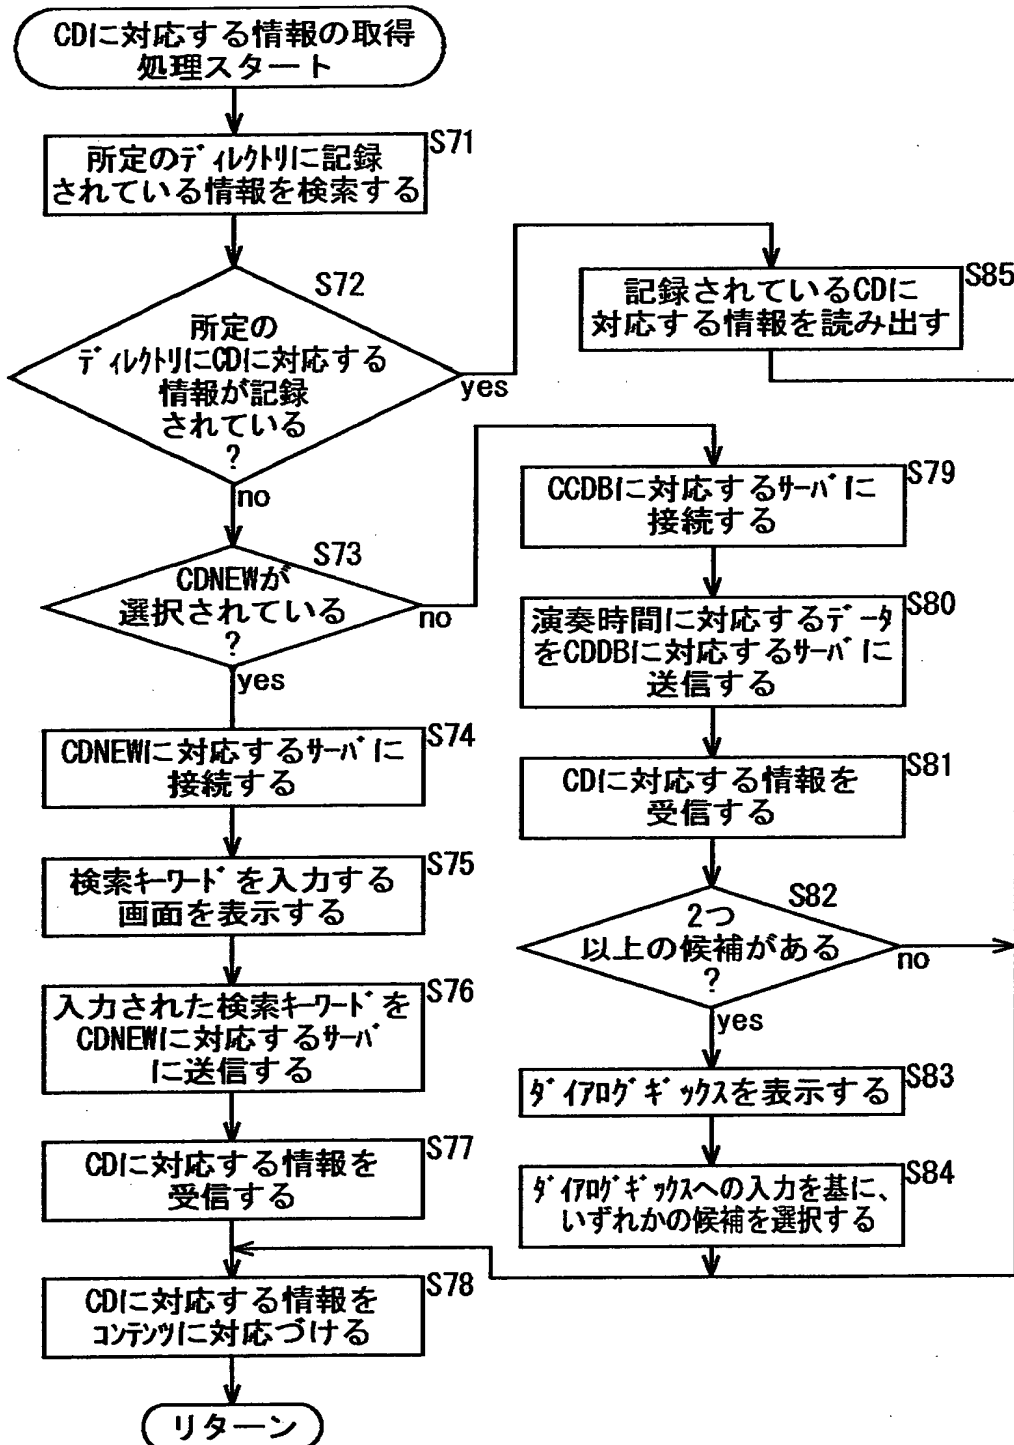 CDに対応する情報の取得
処理スタート
S71
所定のディレクトリに記録
されている情報を検索する
S72
所定の
ディレクトリにCDに対応する
情報が記録
されている
?
yes
no
S85
記録されているCDに
対応する情報を読み出す
S73
CDNEWが
選択されている
?
no
yes
S74
CDNEWに対応するサーバに
接続する
S75
検索キーワードを入力する
画面を表示する
S76
入力された検索キーワードを
CDNEWに対応するサーバ
に送信する
S77
CDに対応する情報を
受信する
S78
CDに対応する情報を
コンテンツに対応づける
リターン
S79
CCDBに対応するサーバに
接続する
S80
演奏時間に対応するデータ
をCDDBに対応するサーバに
送信する
S81
CDに対応する情報を
受信する
S82
2つ
以上の候補がある
?
no
yes
S83
ダイアログギックスを表示する
S84
ダイアログギックスへの入力を基に、
いずれかの候補を選択する